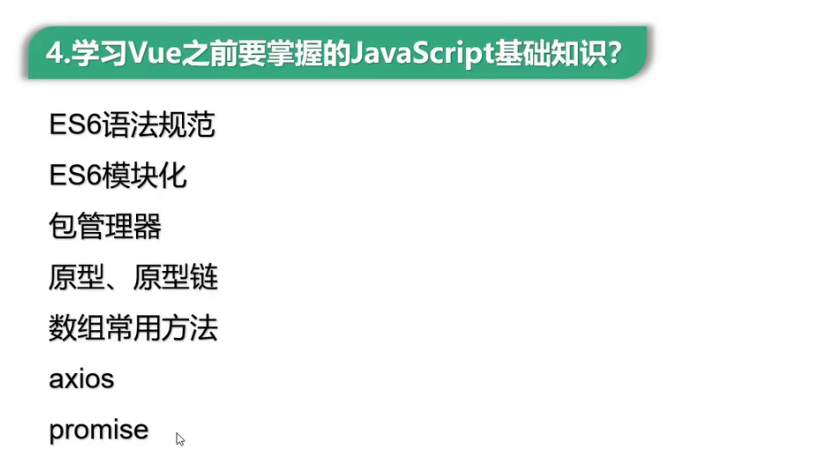 4.学习Vue之前要掌握的JavaScript基础知识?
ES6语法规范
ES6模块化
包管理器
原型、原型链
数组常用方法
axios
promise